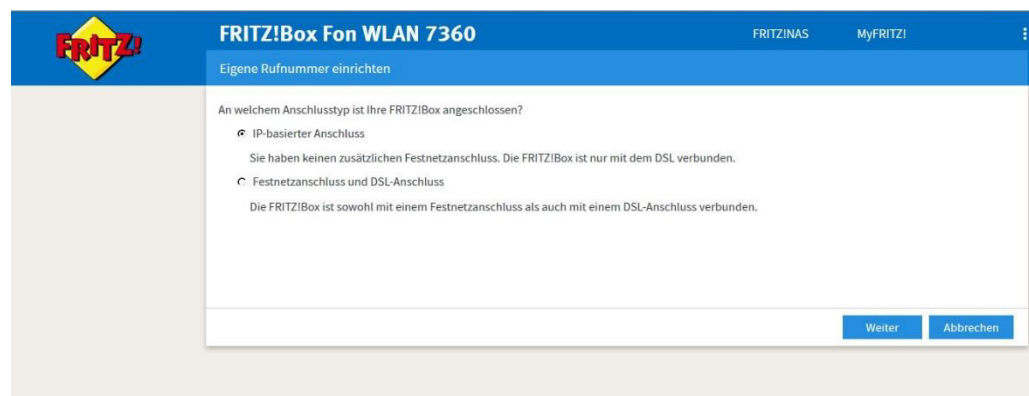 FRITZ!
FRITZ!Box Fon WLAN 7360
FRITZ!NAS
MyFRITZ!
Eigene Rufnummer einrichten
An welchem Anschlusstyp ist Ihre FRITZ!Box angeschlossen?
IP-basierter Anschluss
Sie haben keinen zusätzlichen Festnetzanschluss. Die FRITZ!Box ist nur mit dem DSL verbunden.
Festnetzanschluss und DSL-Anschluss
Die FRITZ!Box ist sowohl mit einem Festnetzanschluss als auch mit einem DSL-Anschluss verbunden.
Weiter
Abbrechen